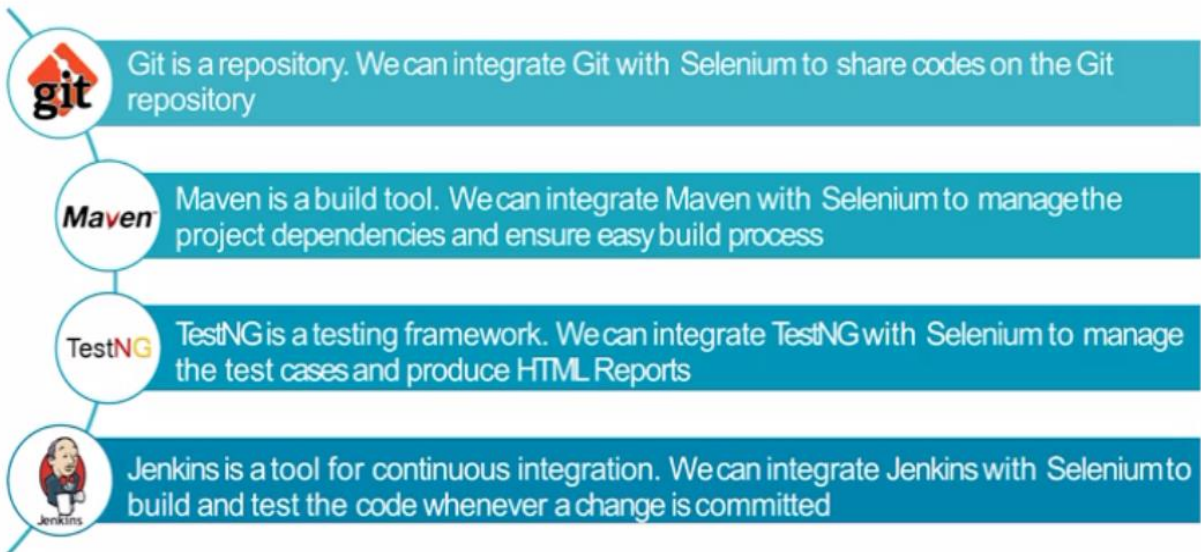 git
Git is a repository. We can integrate Git with Selenium to share codes on the Git
repository
Maven
Maven is a build tool. We can integrate Maven with Selenium to manage the
project dependencies and ensure easy build process
TestNG
TestNG is a testing framework. We can integrate TestNG with Selenium to manage
the test cases and produce HTML Reports
Jenkins
Jenkins is a tool for continuous integration. We can integrate Jenkins with Selenium to
build and test the code whenever a change is committed